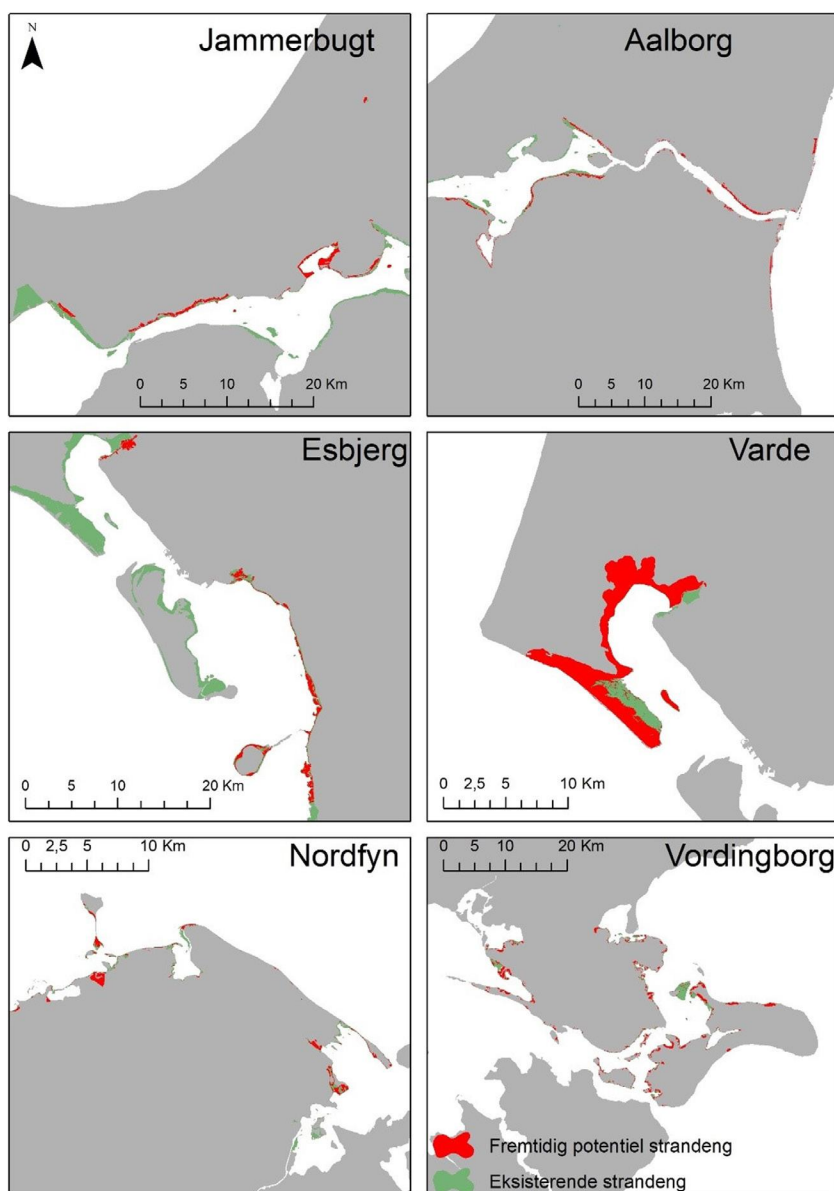 N
Jammerbugt
0 5 10 20 Km
Aalborg
0 5 10 20 Km
Esbjerg
0 5 10 20 Km
Varde
0 2,5 5 10 Km
0 2,5 5 10 Km
Nordfyn
0 5 10 20 Km
Vordingborg
Fremtidig potentiel strandeng
Eksisterende strandeng